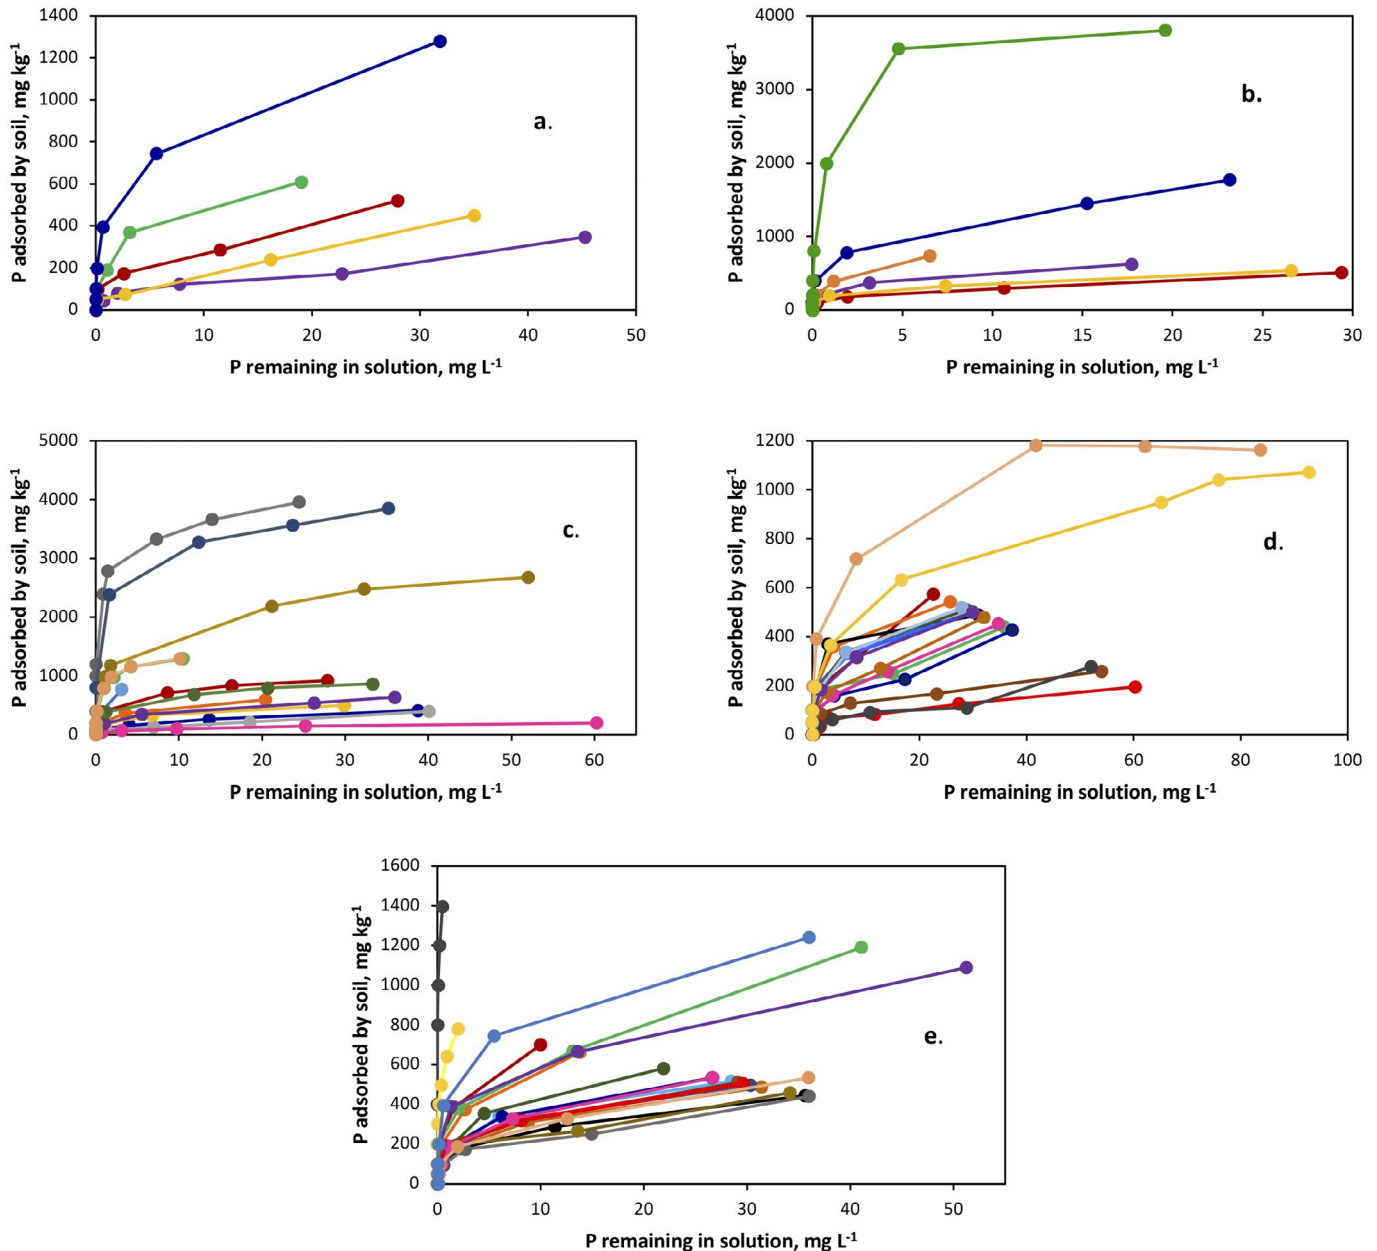 P adsorbed by soil, mg kg-1
1400
1200
1000
800
600
400
200
0
0 10 20 30 40 50
P remaining in solution, mg L-1
a.
P adsorbed by soil, mg kg-1
4000
3000
2000
1000
0
0 5 10 15 20 25 30
P remaining in solution, mg L-1
b.
P adsorbed by soil, mg kg-1
5000
4000
3000
2000
1000
0
0 10 20 30 40 50 60
P remaining in solution, mg L-1
c.
P adsorbed by soil, mg kg-1
1200
1000
800
600
400
200
0
0 20 40 60 80 100
P remaining in solution, mg L-1
d.
P adsorbed by soil, mg kg-1
1600
1400
1200
1000
800
600
400
200
0
0 10 20 30 40 50
P remaining in solution, mg L-1
e.